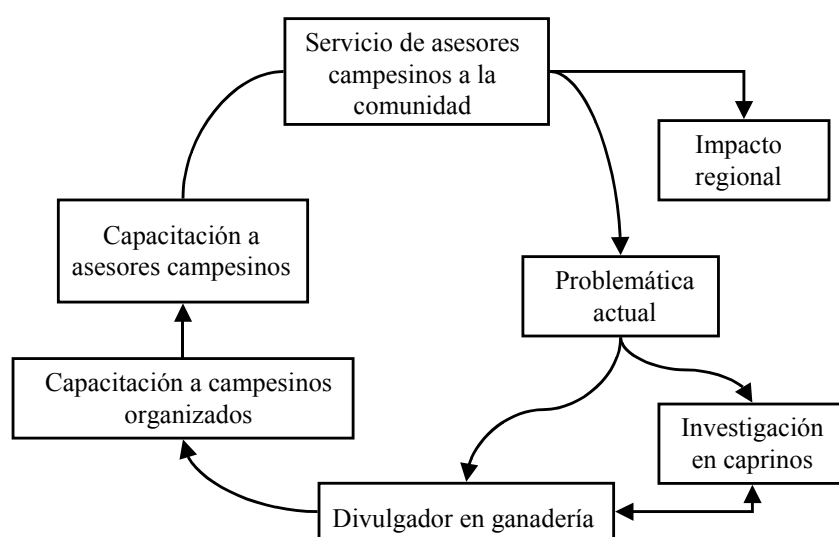 Servicio de asesores
campesinos a la
comunidad
Impacto
regional
Capacitación a
asesores campesinos
Problemática
actual
Capacitación a campesinos
organizados
Investigación
en caprinos
Divulgador en ganadería